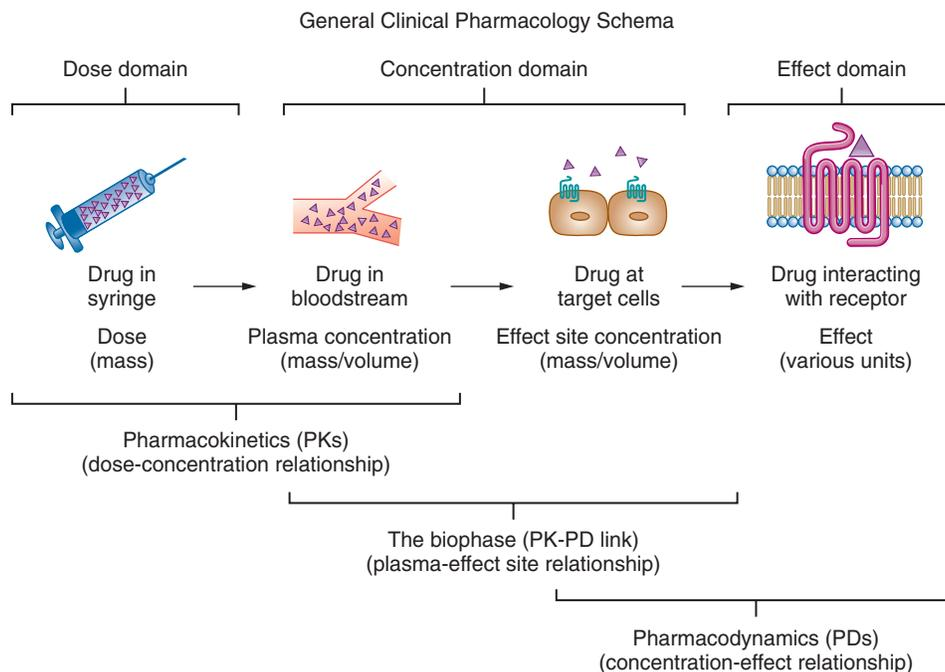 General Clinical Pharmacology Schema
Dose domain
Concentration domain
Effect domain
Drug in
syringe
Drug in
bloodstream
Drug at
target cells
Drug interacting
with receptor
Dose
(mass)
Plasma concentration
(mass/volume)
Effect site concentration
(mass/volume)
Effect
(various units)
Pharmacokinetics (PKs)
(dose-concentration relationship)
The biophase (PK-PD link)
(plasma-effect site relationship)
Pharmacodynamics (PDs)
(concentration-effect relationship)